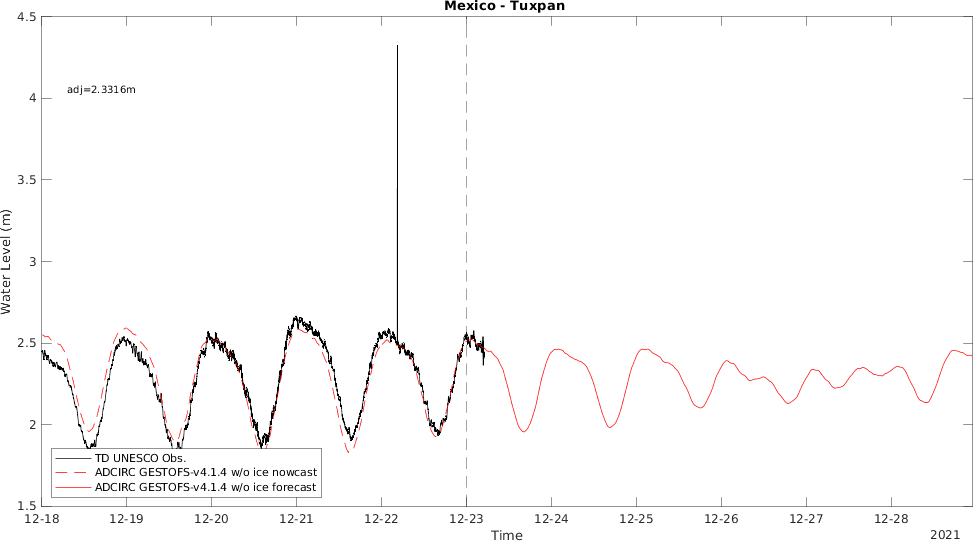 Mexico - Tuxpan
4.5
adj=2.3316m
4
3.5
3
2.5
2
1.5
Water Level (m)
TD UNESCO Obs.
ADCIRC GESTOFS-v4.1.4 w/o ice nowcast
ADCIRC GESTOFS-v4.1.4 w/o ice forecast
12-18 12-19 12-20 12-21 12-22 12-23 12-24 12-25 12-26 12-27 12-28
Time
2021